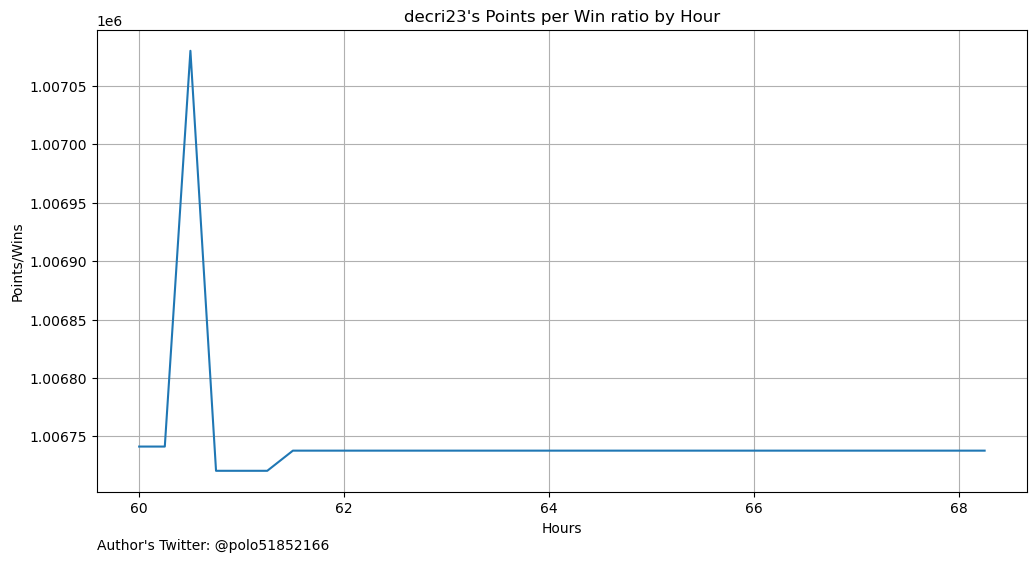 decri23's Points per Win ratio by Hour
1e6
1.00705
1.00700
1.00695
1.00690
1.00685
1.00680
1.00675
Points/Wins
60 62 64 66 68
Hours
Author's Twitter: @polo51852166